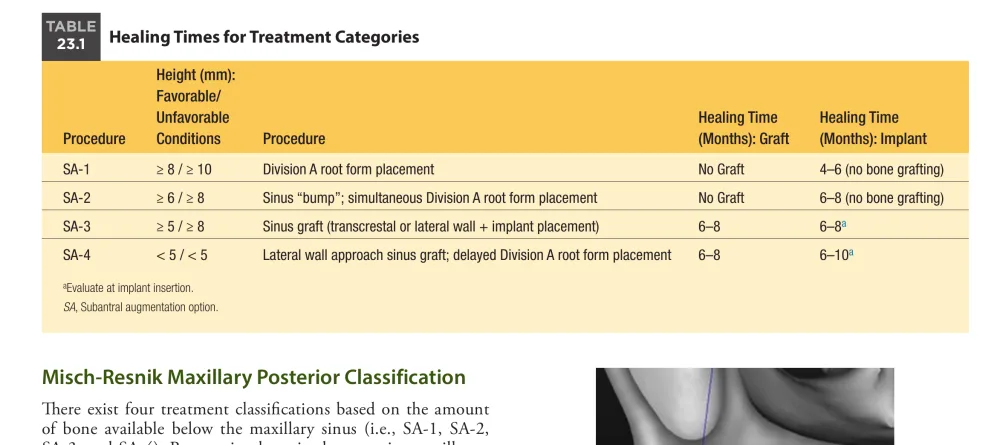 TABLE
23.1
Healing Times for Treatment Categories
Height (mm):
Favorable/
Unfavorable Healing Time Healing Time
Procedure Conditions Procedure (Months): Graft (Months): Implant
SA-1 ≥ 8 / ≥ 10 Division A root form placement No Graft 4–6 (no bone grafting)
SA-2 ≥ 6 / ≥ 8 Sinus “bump”; simultaneous Division A root form placement No Graft 6–8 (no bone grafting)
SA-3 ≥ 5 / ≥ 8 Sinus graft (transcrestal or lateral wall + implant placement) 6–8 6–8ᵃ
SA-4 < 5 / < 5 Lateral wall approach sinus graft; delayed Division A root form placement 6–8 6–10ᵃ
ᵃEvaluate at implant insertion.
SA, Subantral augmentation option.
Misch-Resnik Maxillary Posterior Classification
There exist four treatment classifications based on the amount
of bone available below the maxillary sinus (i.e., SA-1, SA-2,